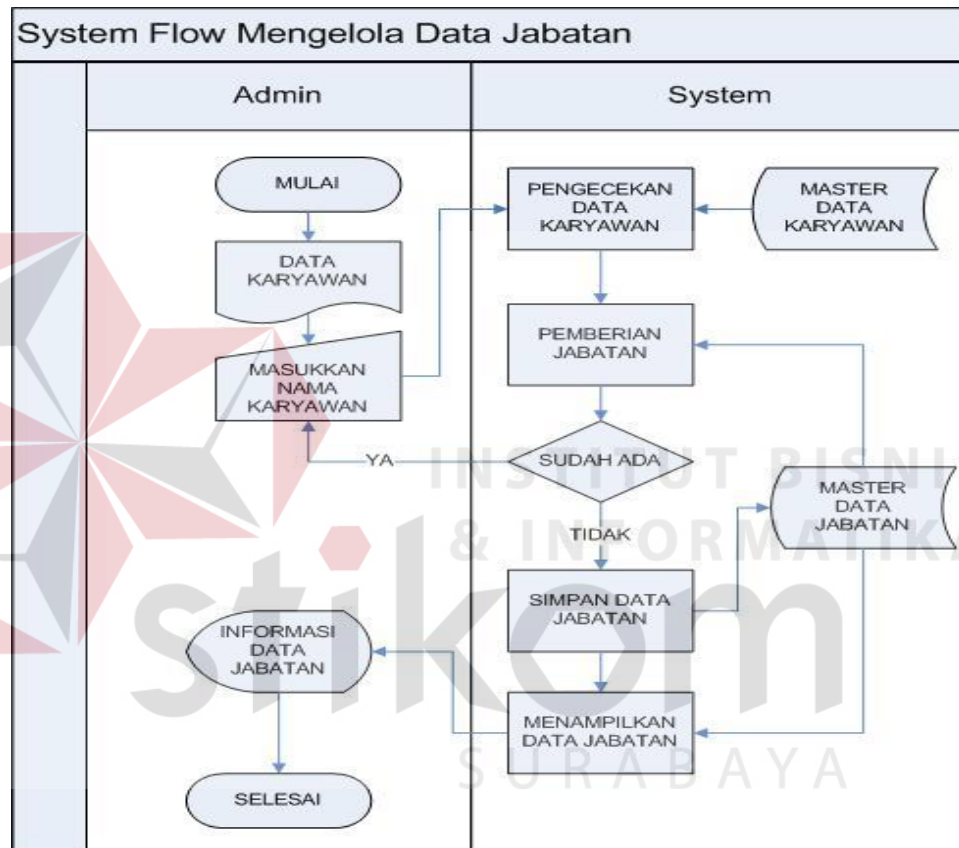 System Flow Mengelola Data Jabatan
Admin
System
MULAI
DATA
KARYAWAN
MASUKKAN
NAMA
KARYAWAN
PENGECEKAN
DATA
KARYAWAN
MASTER
DATA
KARYAWAN
PEMBERIAN
JABATAN
SUDAH ADA
YA
TIDAK
MASTER
DATA
JABATAN
SIMPAN DATA
JABATAN
MENAMPILKAN
DATA JABATAN
INFORMASI
DATA
JABATAN
SELESAI
INSTITUT BISNI
& INFORMATIKA
stikom
SURABAYA